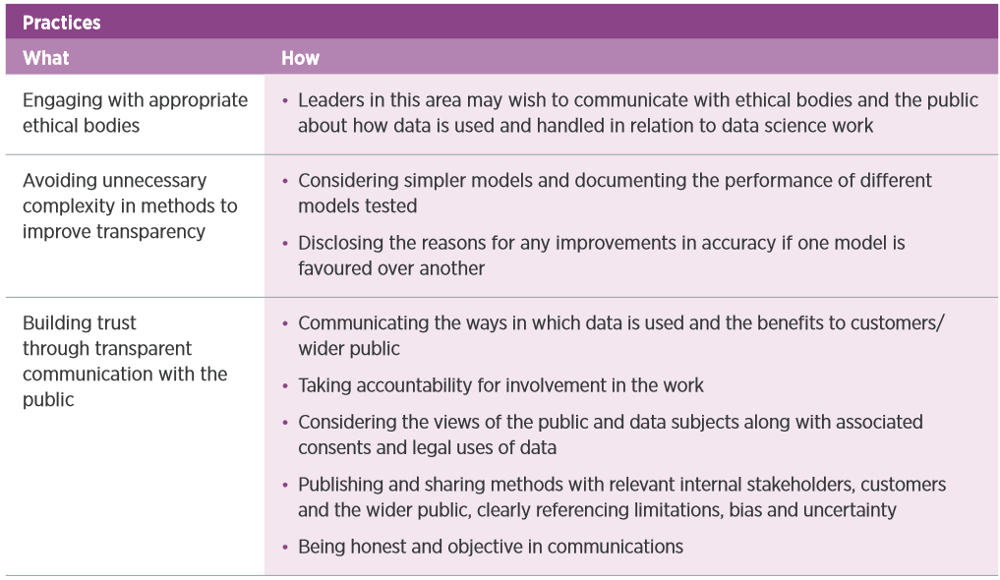 Practices
What
How
Engaging with appropriate
ethical bodies
• Leaders in this area may wish to communicate with ethical bodies and the public
about how data is used and handled in relation to data science work
Avoiding unnecessary
complexity in methods to
improve transparency
• Considering simpler models and documenting the performance of different
models tested
• Disclosing the reasons for any improvements in accuracy if one model is
favoured over another
Building trust
through transparent
communication with the
public
• Communicating the ways in which data is used and the benefits to customers/
wider public
• Taking accountability for involvement in the work
• Considering the views of the public and data subjects along with associated
consents and legal uses of data
• Publishing and sharing methods with relevant internal stakeholders, customers
and the wider public, clearly referencing limitations, bias and uncertainty
• Being honest and objective in communications